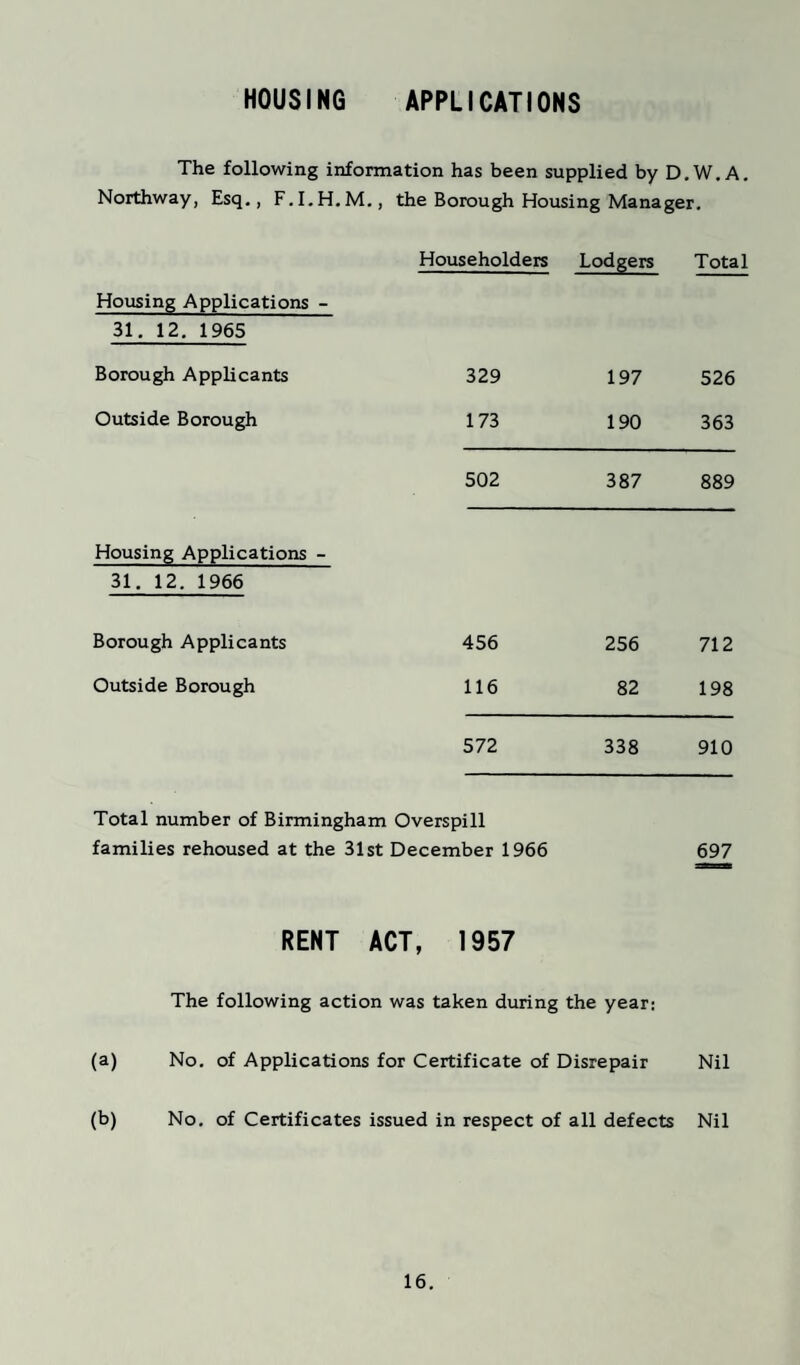 HOUSING APPLICATIONS
The following information has been supplied by D.W.A.
Northway, Esq., F.I.H.M., the Borough Housing Manager.
Householders Lodgers Total
Housing Applications -
31. 12. 1965
Borough Applicants 329 197 526
Outside Borough 173 190 363
502 387 889
Housing Applications -
31. 12. 1966
Borough Applicants 456 256 712
Outside Borough 116 82 198
572 338 910
Total number of Birmingham Overspill
families rehoused at the 31st December 1966 697
RENT ACT, 1957
The following action was taken during the year:
(a) No. of Applications for Certificate of Disrepair Nil
(b) No. of Certificates issued in respect of all defects Nil
16.